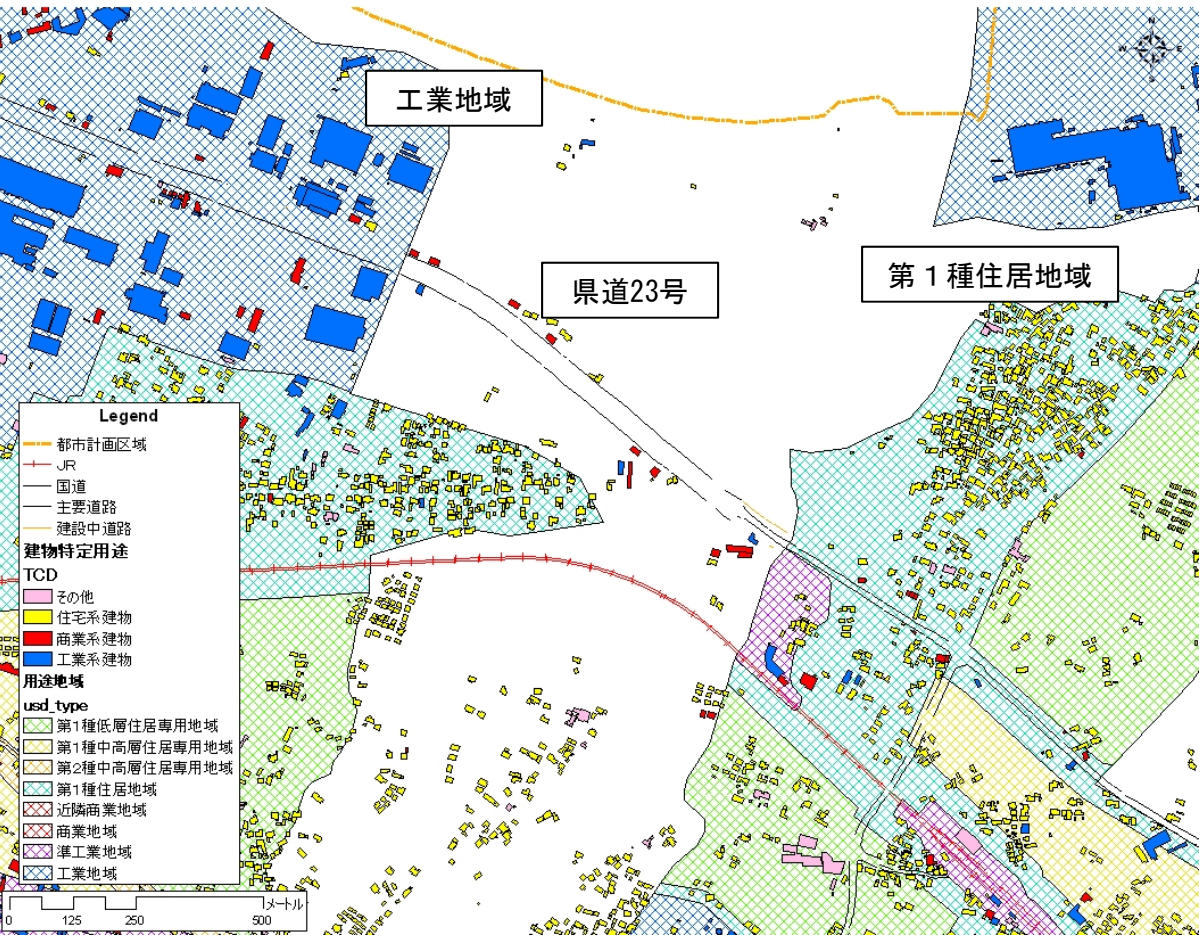 N
W
E
S
工業地域
県道23号
第１種住居地域
Legend
都市計画区域
JR
国道
主要道路
建設中道路
建物特定用途
TCD
その他
住宅系建物
商業系建物
工業系建物
用途地域
usd_type
第1種低層住居専用地域
第1種中高層住居専用地域
第2種中高層住居専用地域
第1種住居地域
近隣商業地域
商業地域
準工業地域
工業地域
メートル
0 125 250 500